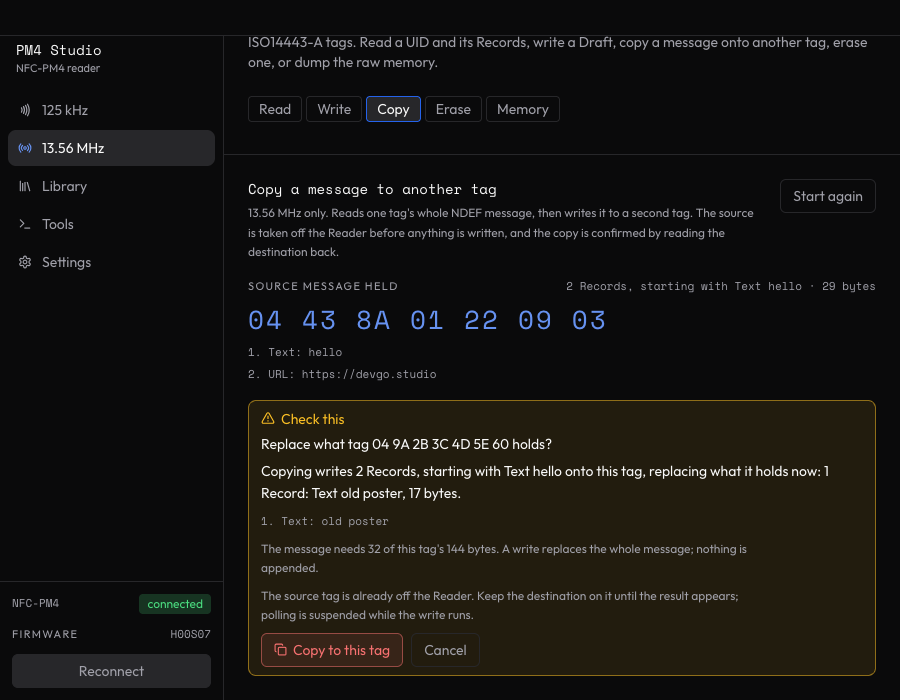 PM4 Studio
NFC-PM4 reader
125 kHz
13.56 MHz
Library
Tools
Settings
NFC-PM4
connected
FIRMWARE
H00S07
Reconnect
ISO14443-A tags. Read a UID and its Records, write a Draft, copy a message onto another tag, erase
one, or dump the raw memory.
Read
Write
Copy
Erase
Memory
Copy a message to another tag
Start again
13.56 MHz only. Reads one tag's whole NDEF message, then writes it to a second tag. The source
is taken off the Reader before anything is written, and the copy is confirmed by reading the
destination back.
SOURCE MESSAGE HELD
2 Records, starting with Text hello · 29 bytes
04 43 8A 01 22 09 03
1. Text: hello
2. URL: https://devgo.studio
Check this
Replace what tag 04 9A 2B 3C 4D 5E 60 holds?
Copying writes 2 Records, starting with Text hello onto this tag, replacing what it holds now: 1
Record: Text old poster, 17 bytes.
1. Text: old poster
The message needs 32 of this tag's 144 bytes. A write replaces the whole message; nothing is
appended.
The source tag is already off the Reader. Keep the destination on it until the result appears;
polling is suspended while the write runs.
Copy to this tag
Cancel